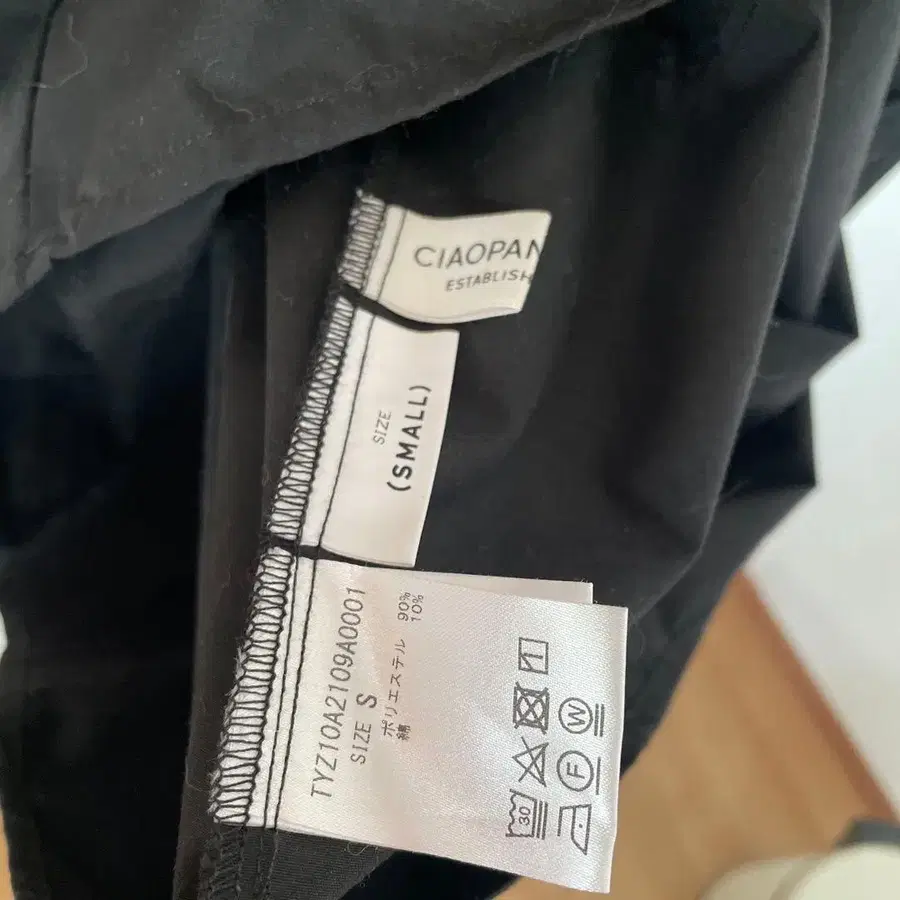 CIAOPAN
ESTABLISH
SIZE
(SMALL)
TYZ10A2109A0001
SIZE S
ポリエステル 90%
綿 10%
30
F
W